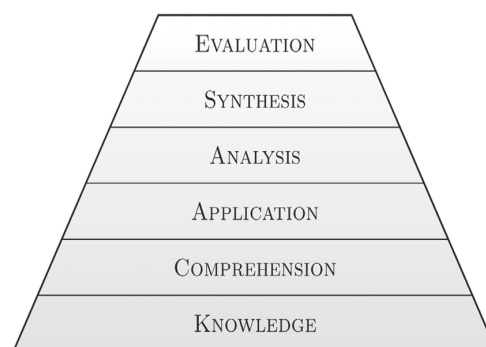 Evaluation
Synthesis
Analysis
Application
Comprehension
Knowledge